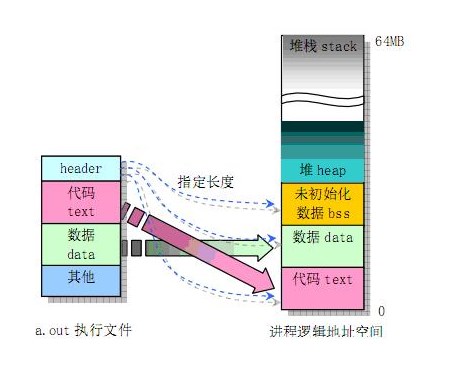 堆栈 stack
64MB
header
代码
text
数据
data
其他
指定长度
堆 heap
未初始化
数据 bss
数据 data
代码 text
0
a.out 执行文件
进程逻辑地址空间